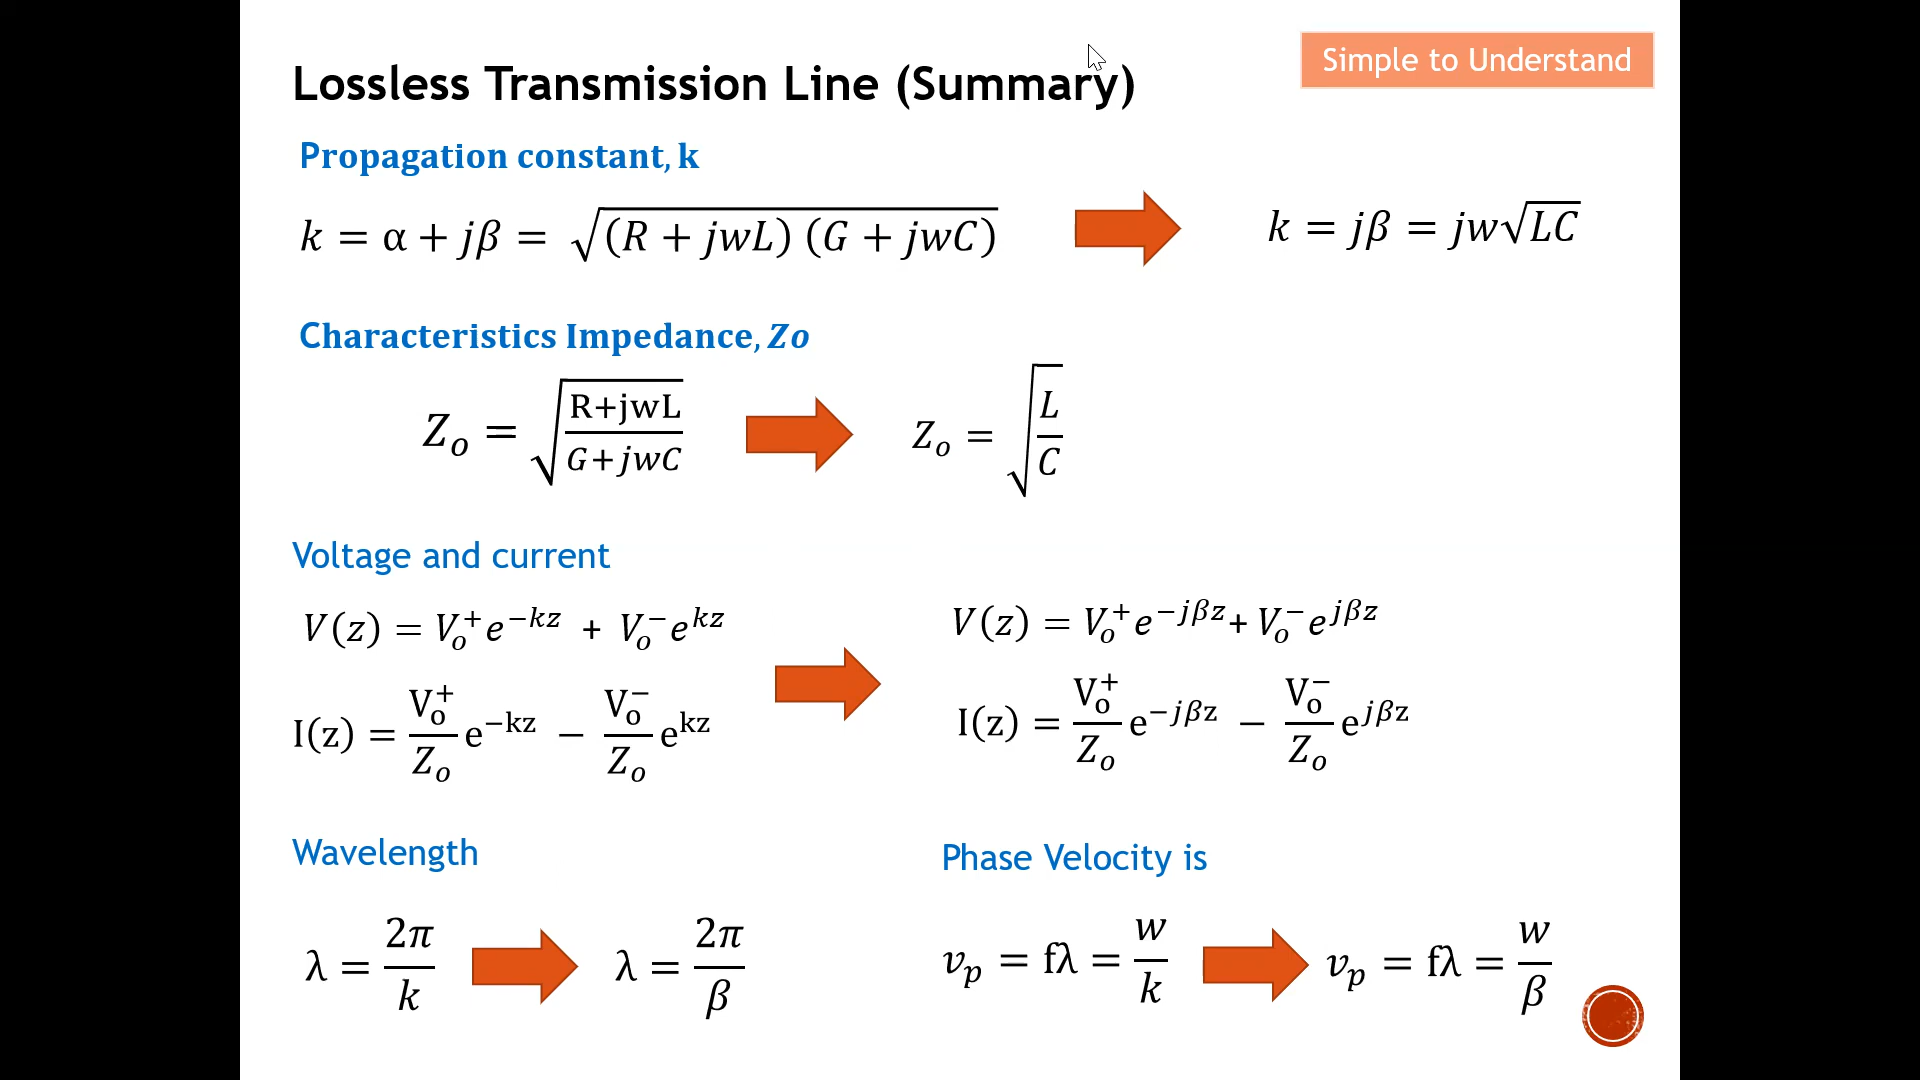 Simple to Understand
Lossless Transmission Line (Summary)
Propagation constant, k
k = α + jβ = √((R + jwL) (G + jwC))
k = jβ = jw√LC
Characteristics Impedance, Zo
Z_o = √((R+jwL)/(G+jwC))
Z_o = √(L/C)
Voltage and current
V(z) = V_o^+ e^{−kz} + V_o^− e^{kz}
V(z) = V_o^+ e^{−jβz} + V_o^− e^{jβz}
I(z) = V_o^+/Z_o e^{−kz} − V_o^−/Z_o e^{kz}
I(z) = V_o^+/Z_o e^{−jβz} − V_o^−/Z_o e^{jβz}
Wavelength
Phase Velocity is
λ = 2π/k
λ = 2π/β
v_p = fλ = w/k
v_p = fλ = w/β